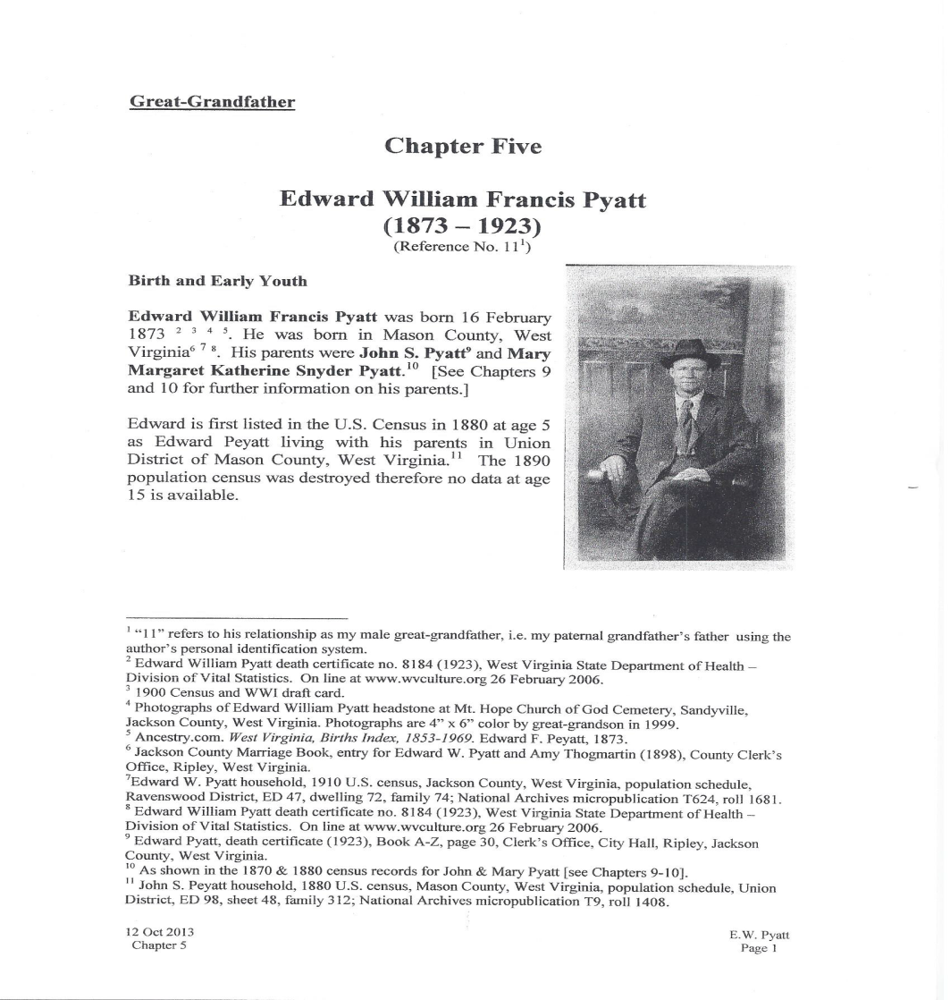 Great-Grandfather
Chapter Five
Edward William Francis Pyatt
(1873 – 1923)
(Reference No. 11¹)
Birth and Early Youth
Edward William Francis Pyatt was born 16 February
1873 ² ³ ⁴ ⁵. He was born in Mason County, West
Virginia⁶ ⁷ ⁸. His parents were John S. Pyatt⁹ and Mary
Margaret Katherine Snyder Pyatt.¹⁰ [See Chapters 9
and 10 for further information on his parents.]
Edward is first listed in the U.S. Census in 1880 at age 5
as Edward Peyatt living with his parents in Union
District of Mason County, West Virginia.¹¹ The 1890
population census was destroyed therefore no data at age
15 is available.
¹ “11” refers to his relationship as my male great-grandfather, i.e. my paternal grandfather’s father using the
author’s personal identification system.
² Edward William Pyatt death certificate no. 8184 (1923), West Virginia State Department of Health –
Division of Vital Statistics. On line at www.wvculture.org 26 February 2006.
³ 1900 Census and WWI draft card.
⁴ Photographs of Edward William Pyatt headstone at Mt. Hope Church of God Cemetery, Sandyville,
Jackson County, West Virginia. Photographs are 4” x 6” color by great-grandson in 1999.
⁵ Ancestry.com. West Virginia, Births Index, 1853-1969. Edward F. Peyatt, 1873.
⁶ Jackson County Marriage Book, entry for Edward W. Pyatt and Amy Thogmartin (1898), County Clerk’s
Office, Ripley, West Virginia.
⁷Edward W. Pyatt household, 1910 U.S. census, Jackson County, West Virginia, population schedule,
Ravenswood District, ED 47, dwelling 72, family 74; National Archives micropublication T624, roll 1681.
⁸ Edward William Pyatt death certificate no. 8184 (1923), West Virginia State Department of Health –
Division of Vital Statistics. On line at www.wvculture.org 26 February 2006.
⁹ Edward Pyatt, death certificate (1923), Book A-Z, page 30, Clerk’s Office, City Hall, Ripley, Jackson
County, West Virginia.
¹⁰ As shown in the 1870 & 1880 census records for John & Mary Pyatt [see Chapters 9-10].
¹¹ John S. Peyatt household, 1880 U.S. census, Mason County, West Virginia, population schedule, Union
District, ED 98, sheet 48, family 312; National Archives micropublication T9, roll 1408.
12 Oct 2013
Chapter 5
E.W. Pyatt
Page 1